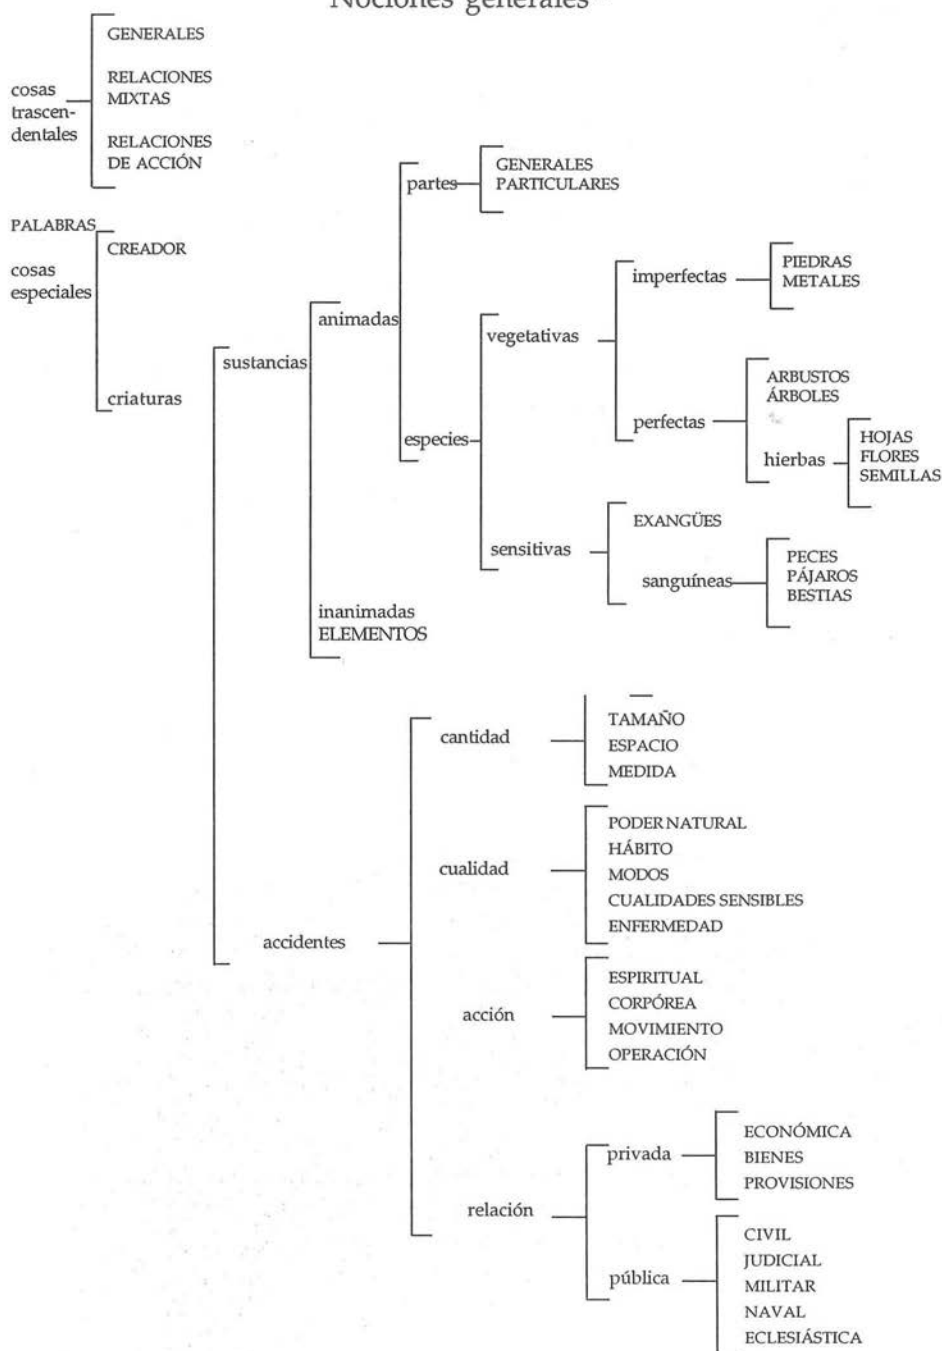 Nociones generales
GENERALES
RELACIONES
MIXTAS
RELACIONES
DE ACCIÓN
cosas
trascen-
dentales
PALABRAS
CREADOR
cosas
especiales
criaturas
sustancias
animadas
partes
GENERALES
PARTICULARES
especies
vegetativas
imperfectas
PIEDRAS
METALES
perfectas
ARBUSTOS
ÁRBOLES
hierbas
HOJAS
FLORES
SEMILLAS
sensitivas
EXANGÜES
sanguíneas
PECES
PÁJAROS
BESTIAS
inanimadas
ELEMENTOS
accidentes
cantidad
TAMAÑO
ESPACIO
MEDIDA
cualidad
PODER NATURAL
HÁBITO
MODOS
CUALIDADES SENSIBLES
ENFERMEDAD
acción
ESPIRITUAL
CORPÓREA
MOVIMIENTO
OPERACIÓN
relación
privada
ECONÓMICA
BIENES
PROVISIONES
pública
CIVIL
JUDICIAL
MILITAR
NAVAL
ECLESIÁSTICA